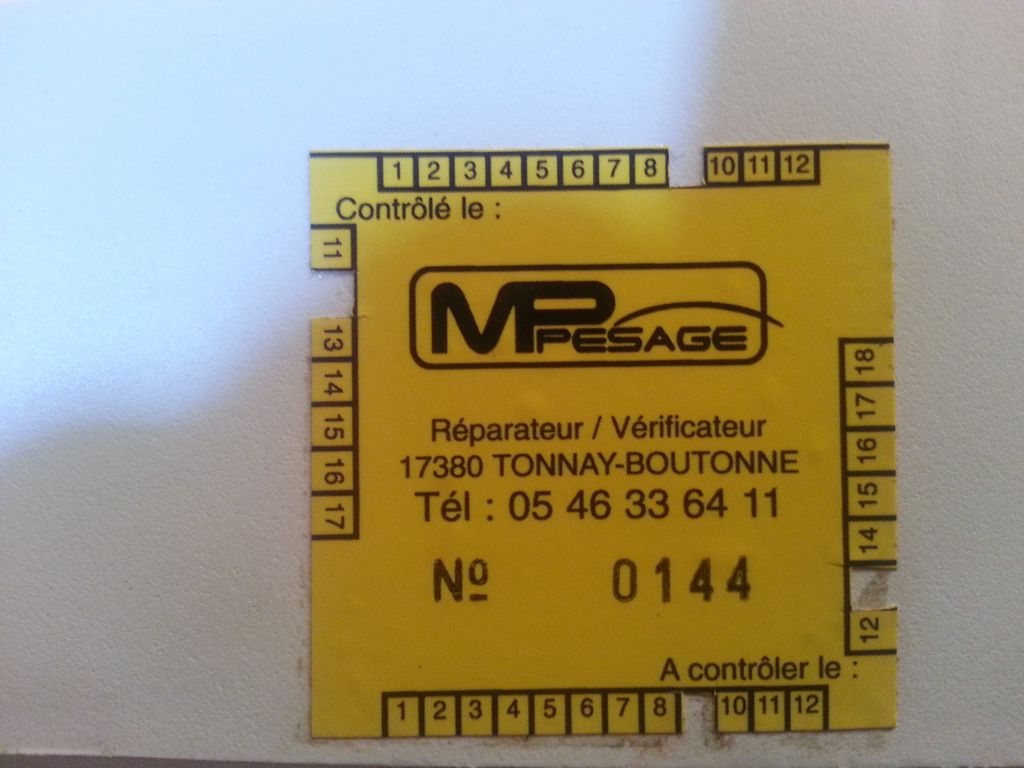 1 2 3 4 5 6 7 8 10 11 12
Contrôlé le :
11
13
14
15
16
17
MP PESAGE
Réparateur / Vérificateur
17380 TONNAY-BOUTONNE
Tél : 05 46 33 64 11
Nº 0144
18
17
16
15
14
12
A contrôler le :
1 2 3 4 5 6 7 8 10 11 12